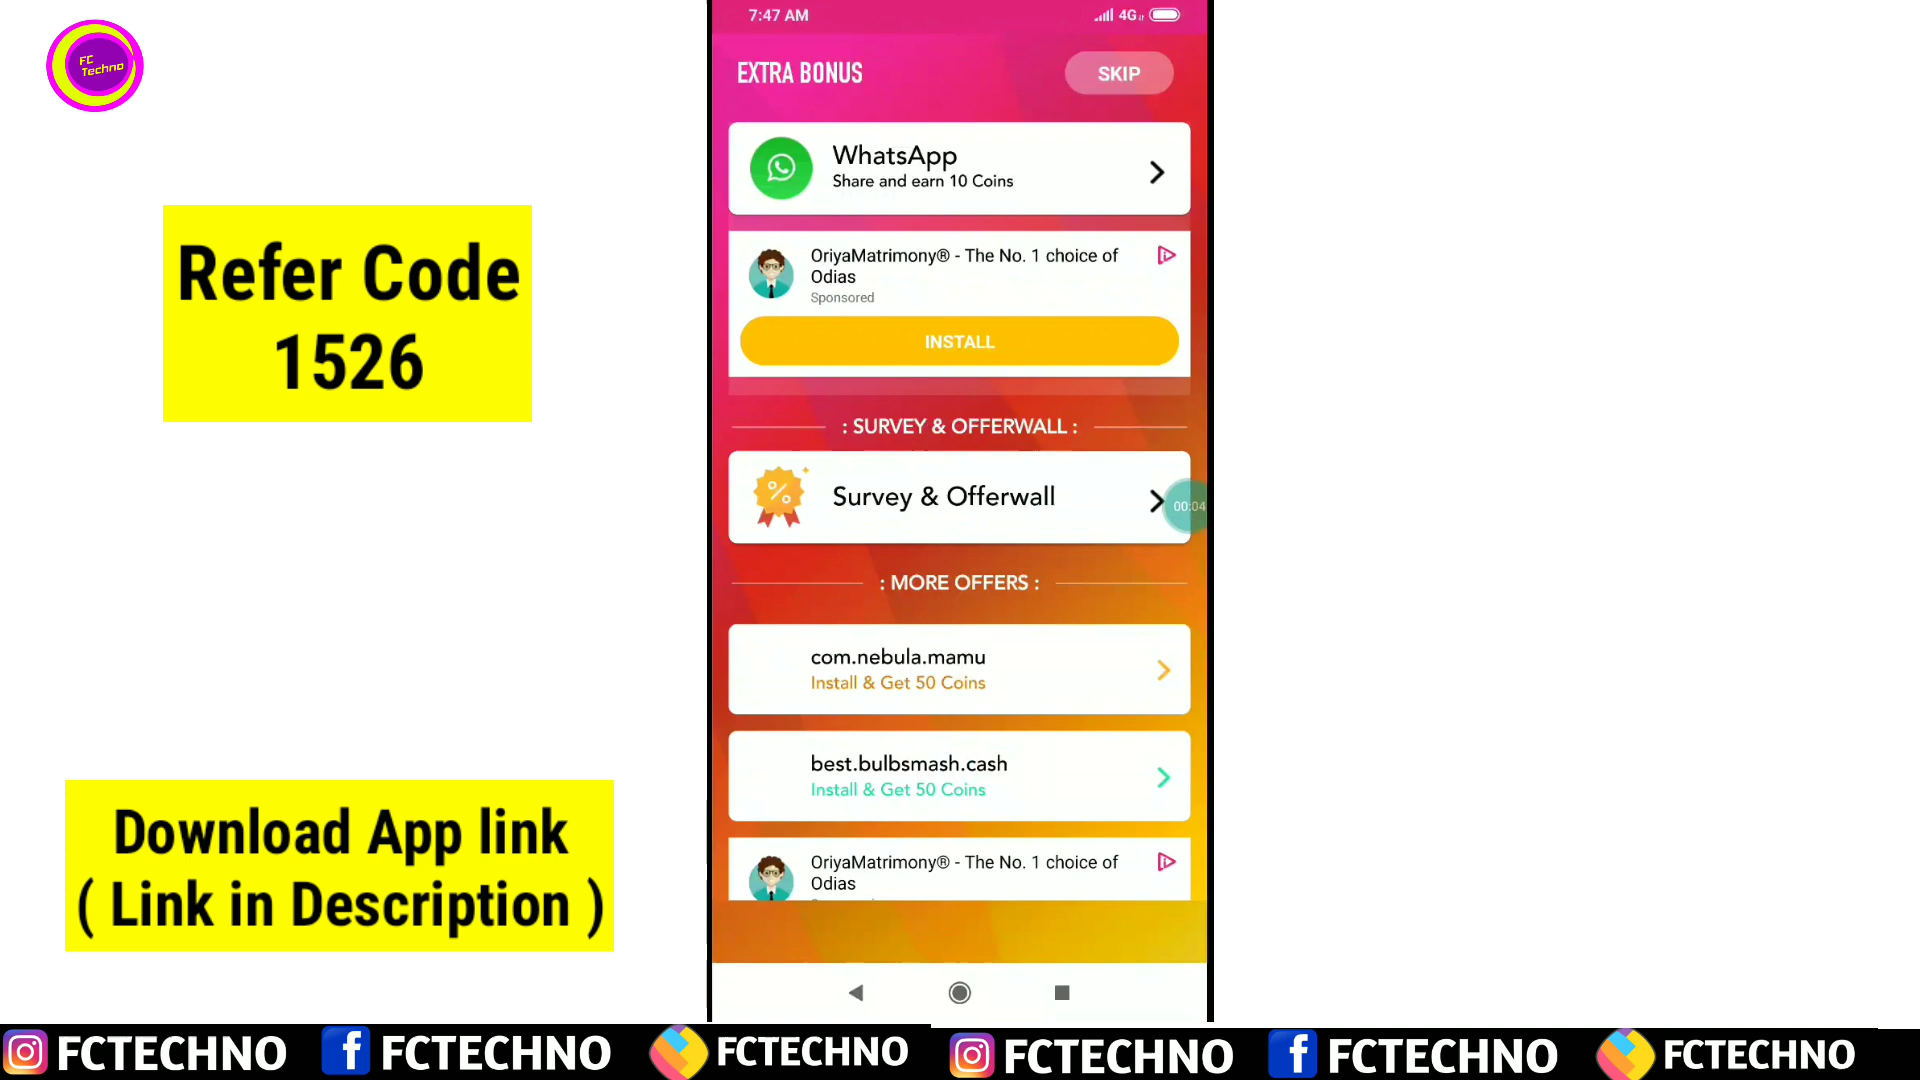 FC
Techno
Refer Code
1526
Download App link
( Link in Description )
7:47 AM
4G
EXTRA BONUS
SKIP
WhatsApp
Share and earn 10 Coins
OriyaMatrimony® - The No. 1 choice of
Odias
Sponsored
INSTALL
: SURVEY & OFFERWALL :
Survey & Offerwall
00:04
: MORE OFFERS :
com.nebula.mamu
Install & Get 50 Coins
best.bulbsmash.cash
Install & Get 50 Coins
OriyaMatrimony® - The No. 1 choice of
Odias
FCTECHNO FCTECHNO FCTECHNO FCTECHNO FCTECHNO FCTECHNO